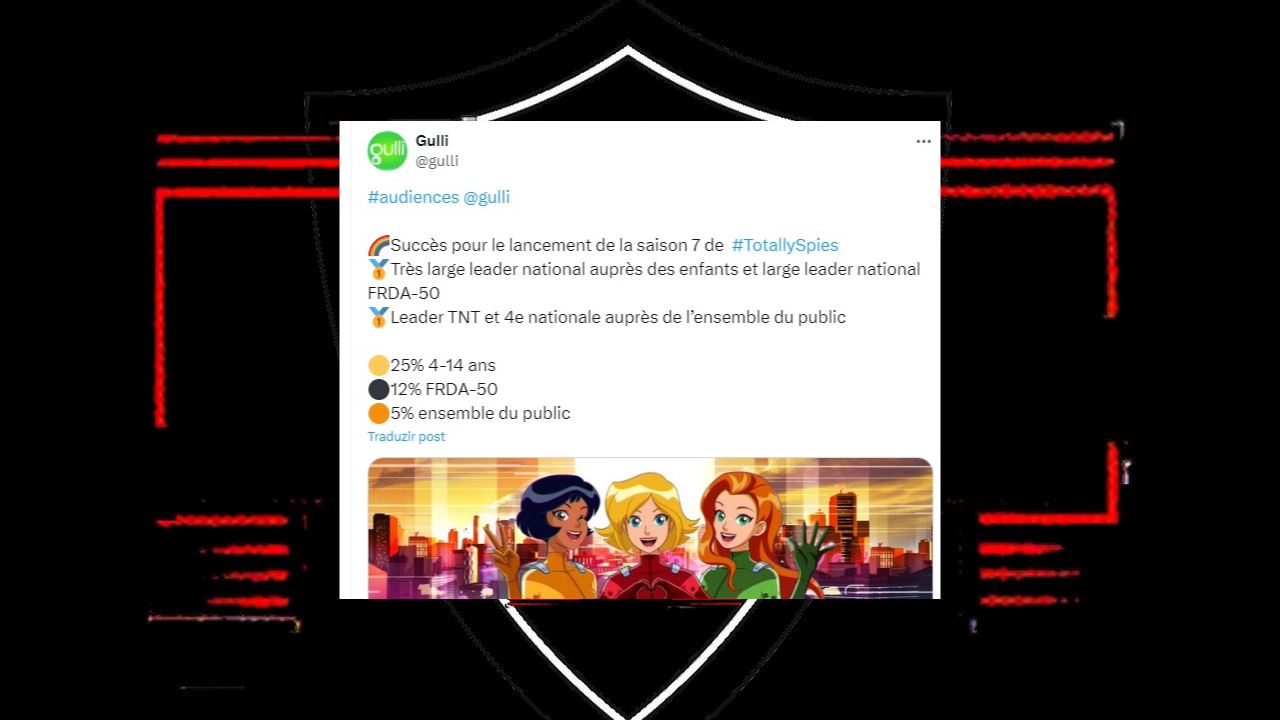 gulli
Gulli
@gulli
#audiences @gulli
🌈Succès pour le lancement de la saison 7 de #TotallySpies
🥇Très large leader national auprès des enfants et large leader national
FRDA-50
🥇Leader TNT et 4e nationale auprès de l’ensemble du public
🟡25% 4-14 ans
⚫12% FRDA-50
🟠5% ensemble du public
Traduzir post